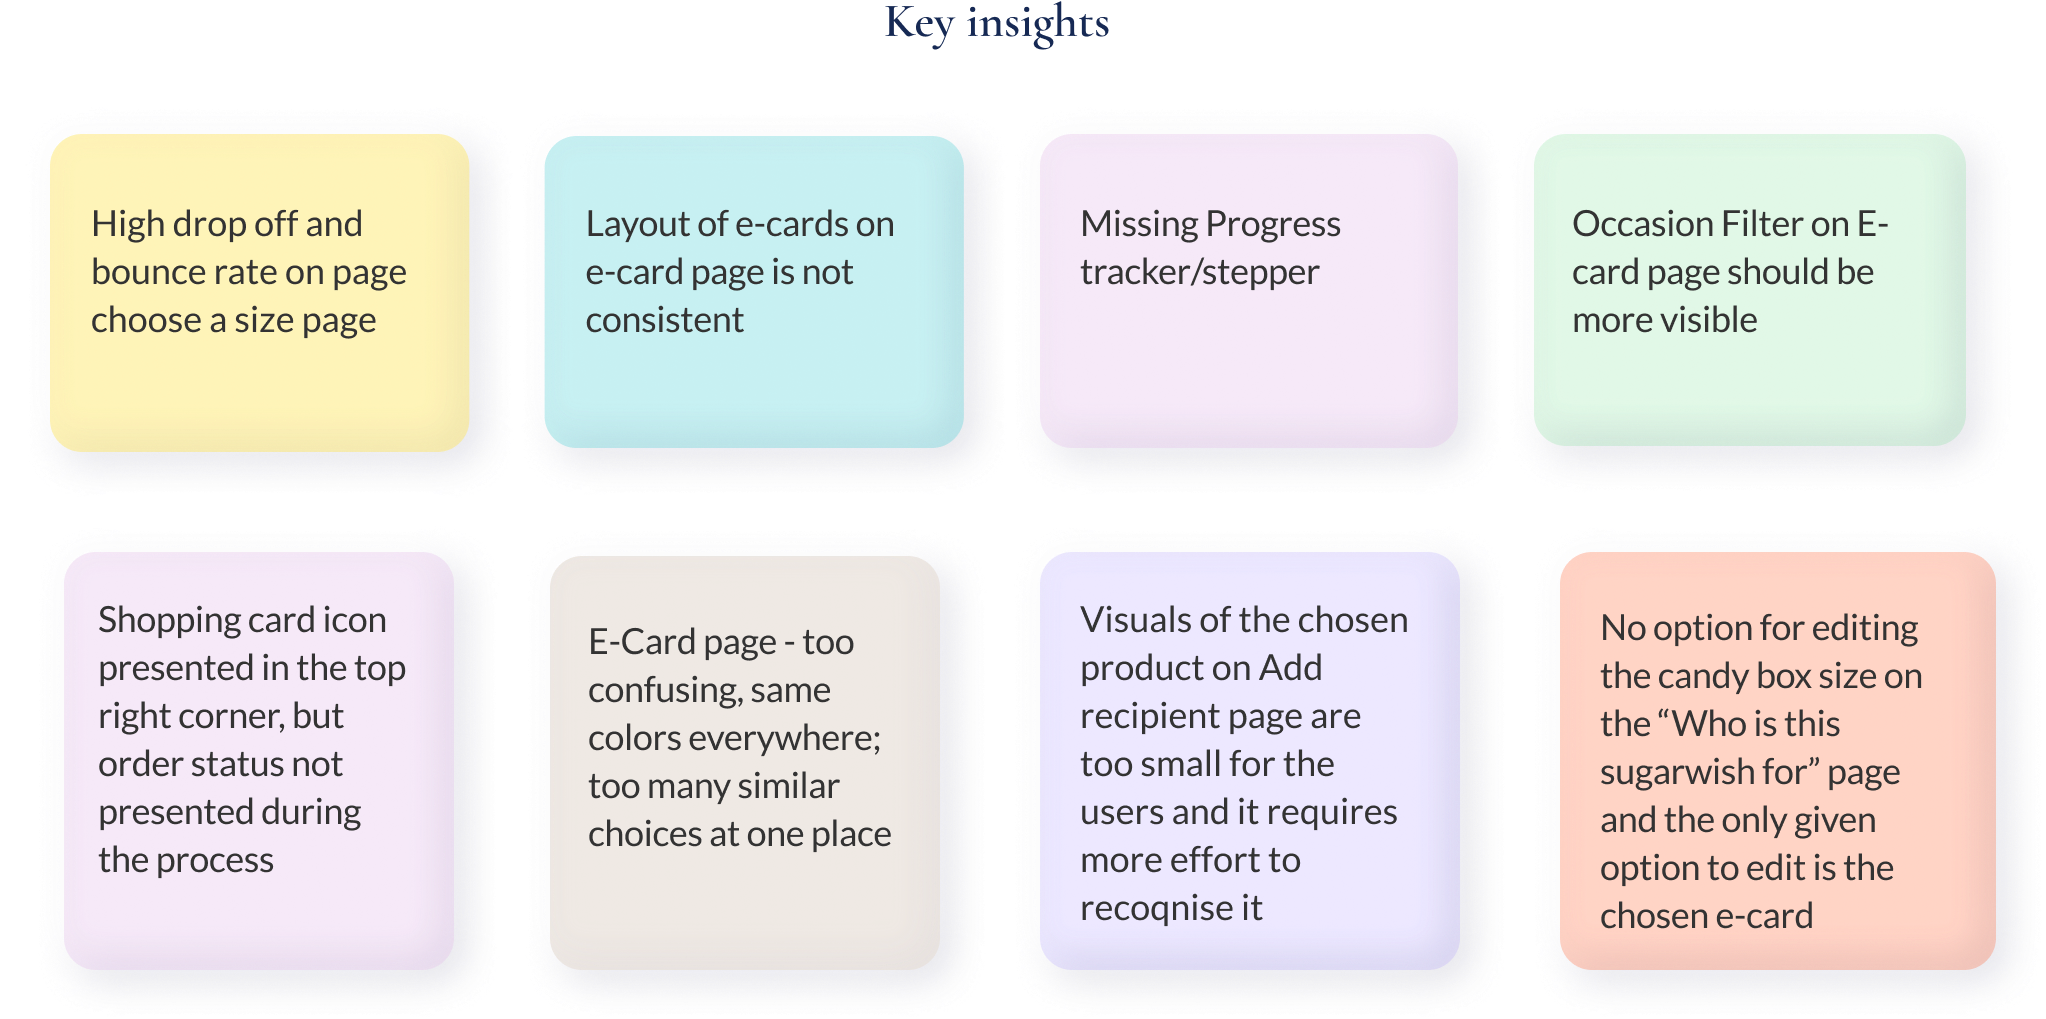 Key insights
High drop off and
bounce rate on page
choose a size page
Layout of e-cards on
e-card page is not
consistent
Missing Progress
tracker/stepper
Occasion Filter on E-
card page should be
more visible
Shopping card icon
presented in the top
right corner, but
order status not
presented during
the process
E-Card page - too
confusing, same
colors everywhere;
too many similar
choices at one place
Visuals of the chosen
product on Add
recipient page are
too small for the
users and it requires
more effort to
recoqnise it
No option for editing
the candy box size on
the “Who is this
sugarwish for” page
and the only given
option to edit is the
chosen e-card